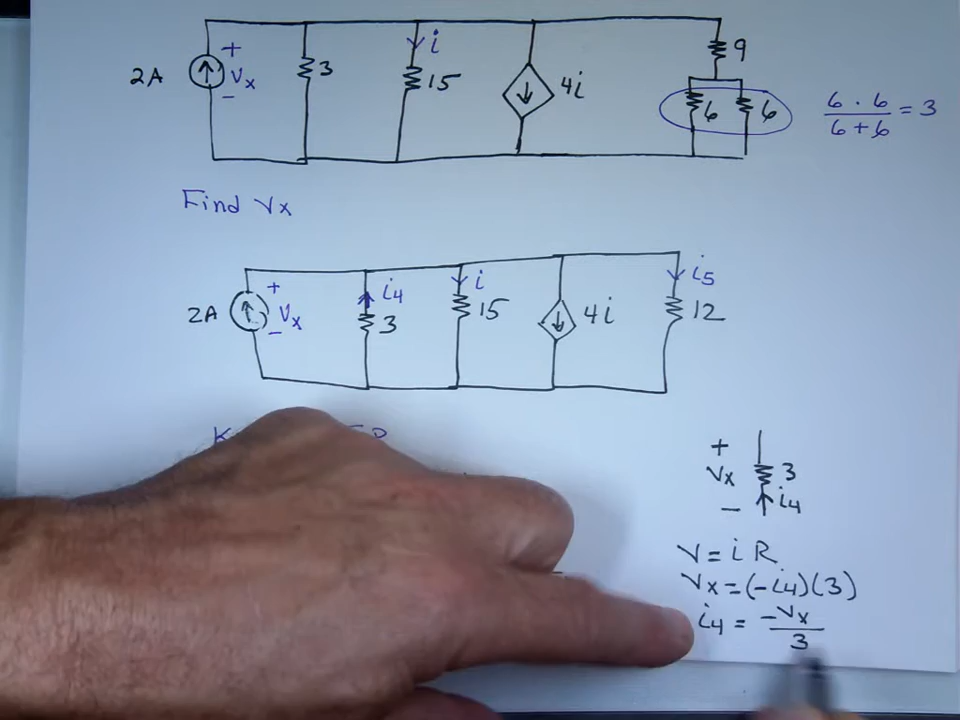 2A + Vx - 3 i 15 4i 9 6 6 6 · 6 / 6 + 6 = 3
Find Vx
2A + Vx - i4 3 i 15 4i i5 12
+ Vx - 3 i4
V = i R
Vx = (-i4)(3)
i4 = -Vx / 3